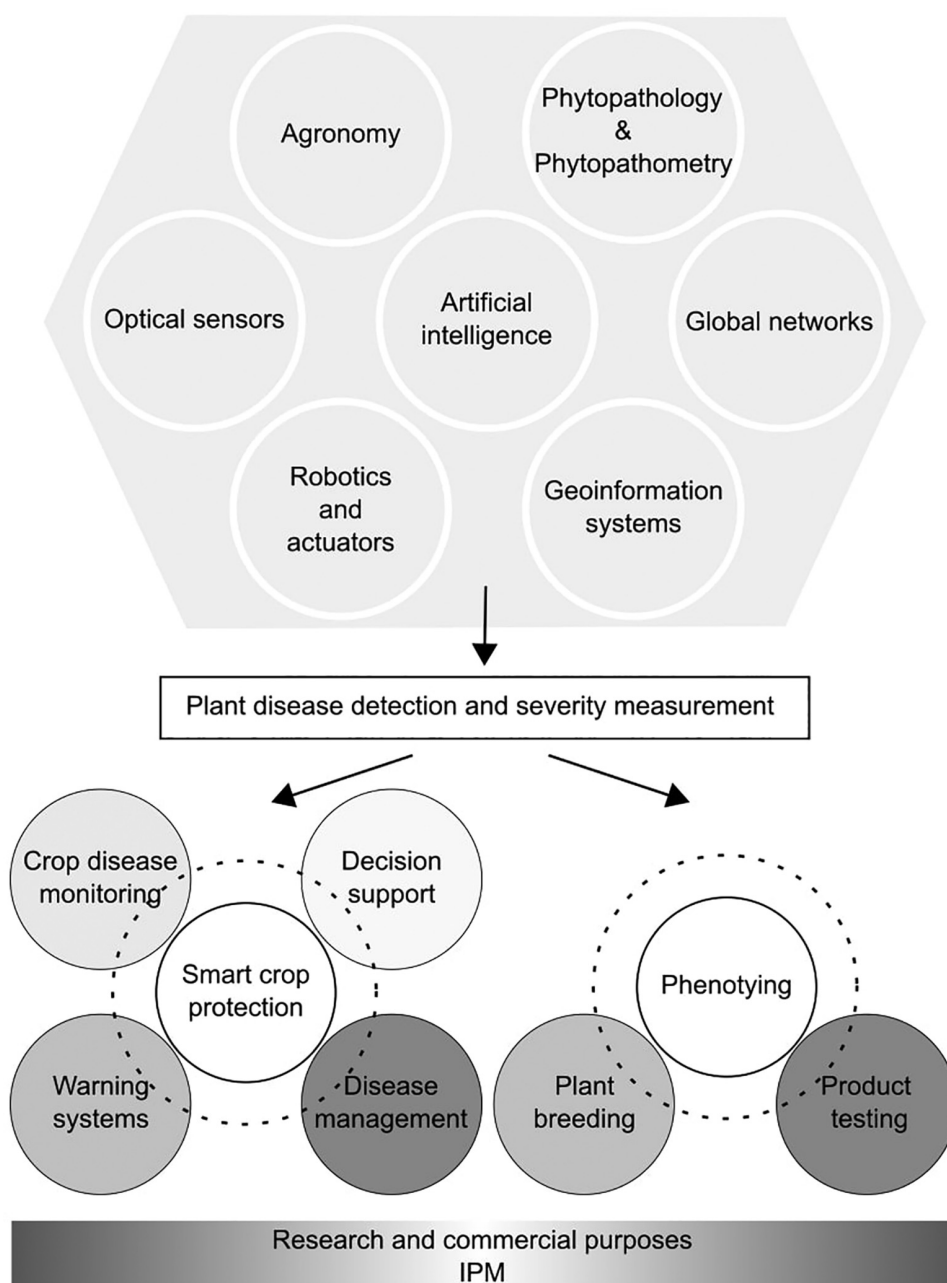 Agronomy
Phytopathology
&
Phytopathometry
Optical sensors
Artificial
intelligence
Global networks
Robotics
and
actuators
Geoinformation
systems
Plant disease detection and severity measurement
Crop disease
monitoring
Decision
support
Smart crop
protection
Phenotying
Warning
systems
Disease
management
Plant
breeding
Product
testing
Research and commercial purposes
IPM